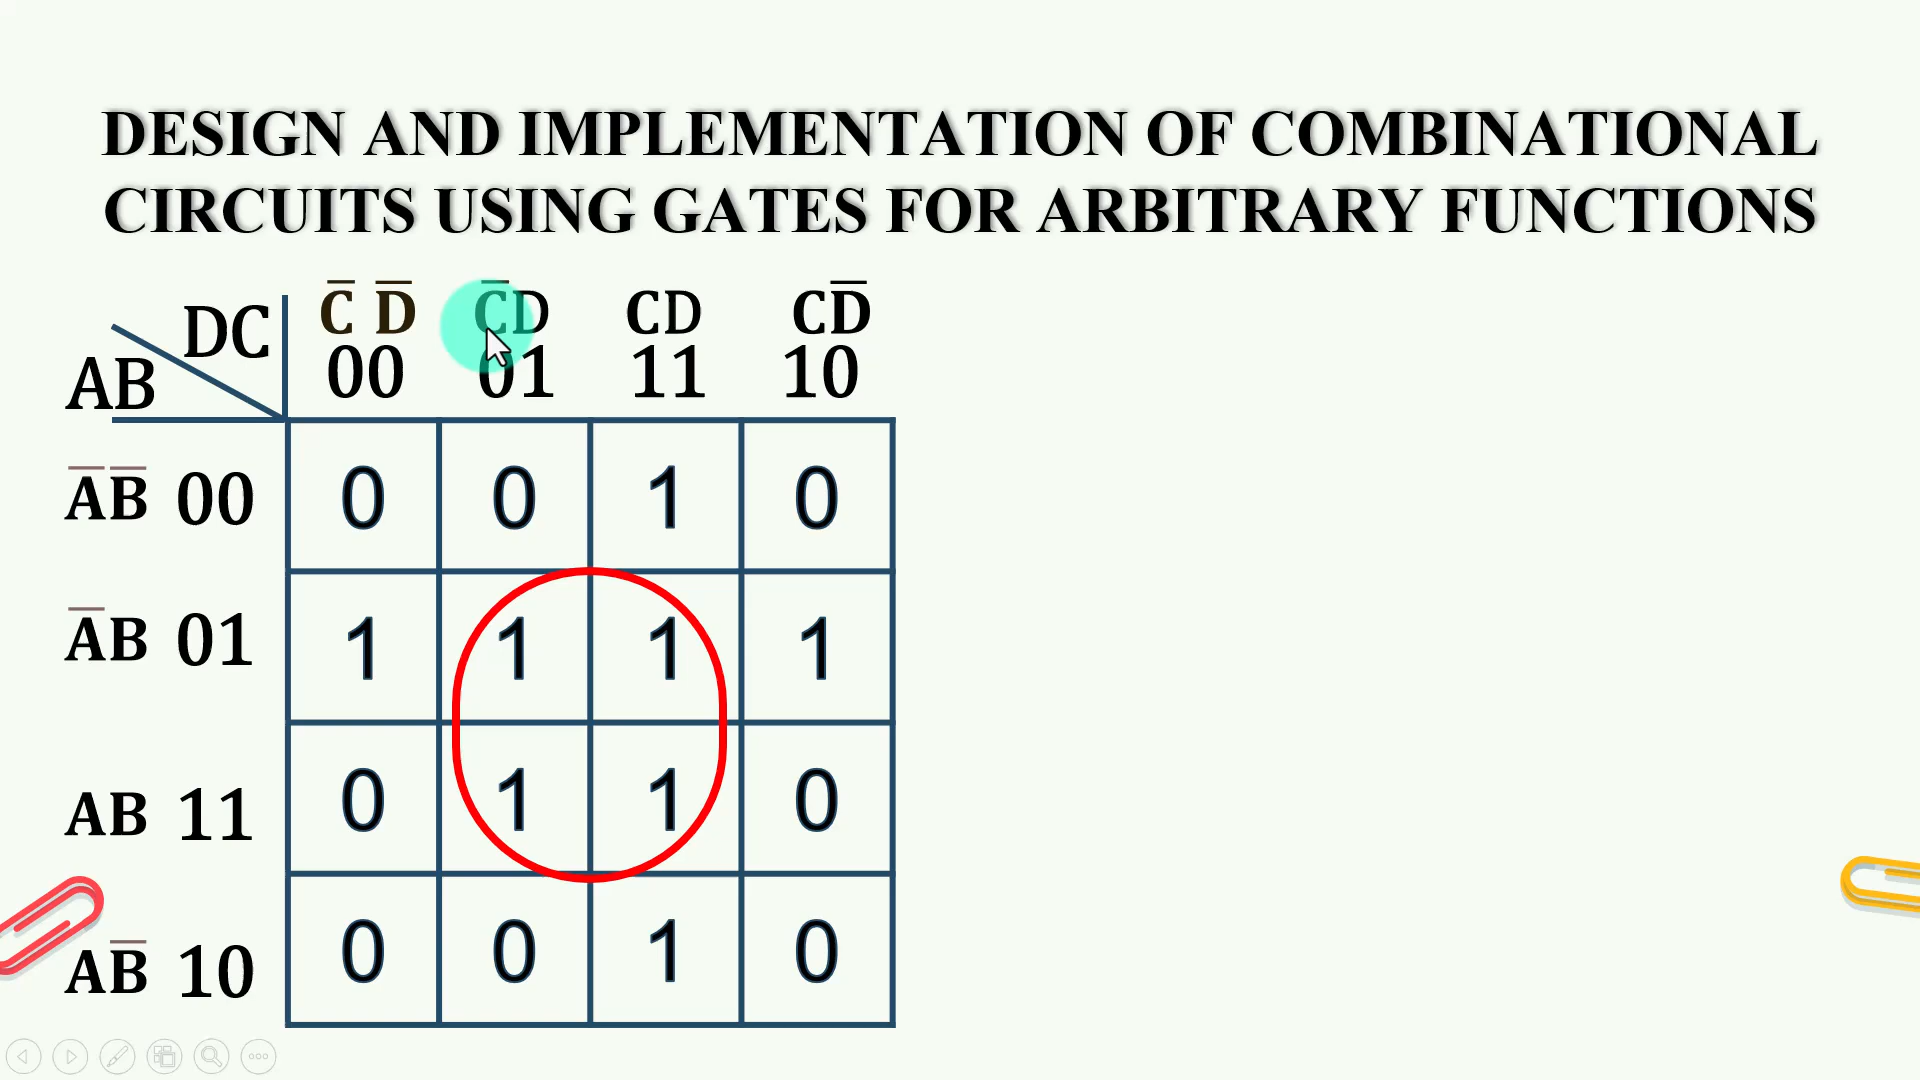 DESIGN AND IMPLEMENTATION OF COMBINATIONAL
CIRCUITS USING GATES FOR ARBITRARY FUNCTIONS
DC
AB
C̅ D̅ C̅D CD CD̅
00 01 11 10
A̅B̅ 00 0 0 1 0
A̅B 01 1 1 1 1
AB 11 0 1 1 0
AB̅ 10 0 0 1 0